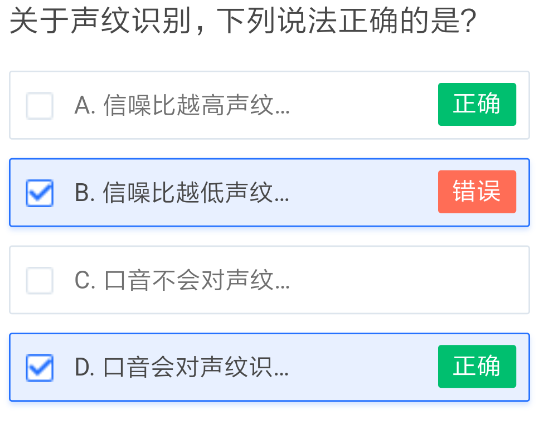 关于声纹识别，下列说法正确的是？
A. 信噪比越高声纹... 正确
B. 信噪比越低声纹... 错误
C. 口音不会对声纹...
D. 口音会对声纹识... 正确